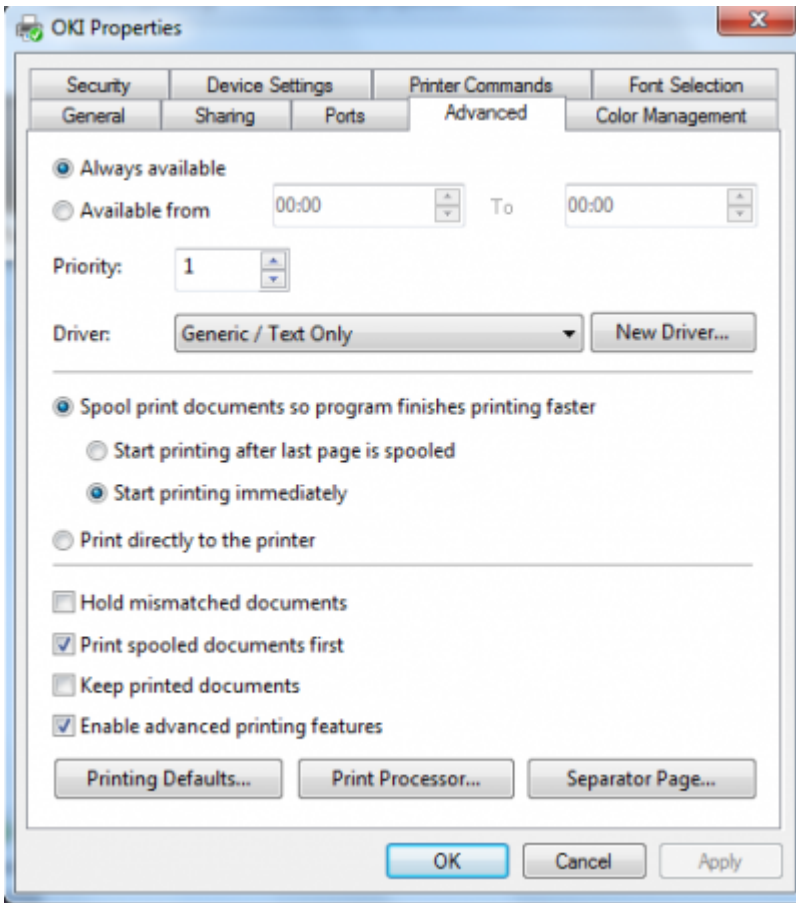 OKI Properties
Security Device Settings Printer Commands Font Selection
General Sharing Ports Advanced Color Management
Always available
Available from 00:00 To 00:00
Priority: 1
Driver: Generic / Text Only New Driver...
Spool print documents so program finishes printing faster
Start printing after last page is spooled
Start printing immediately
Print directly to the printer
Hold mismatched documents
Print spooled documents first
Keep printed documents
Enable advanced printing features
Printing Defaults... Print Processor... Separator Page...
OK Cancel Apply